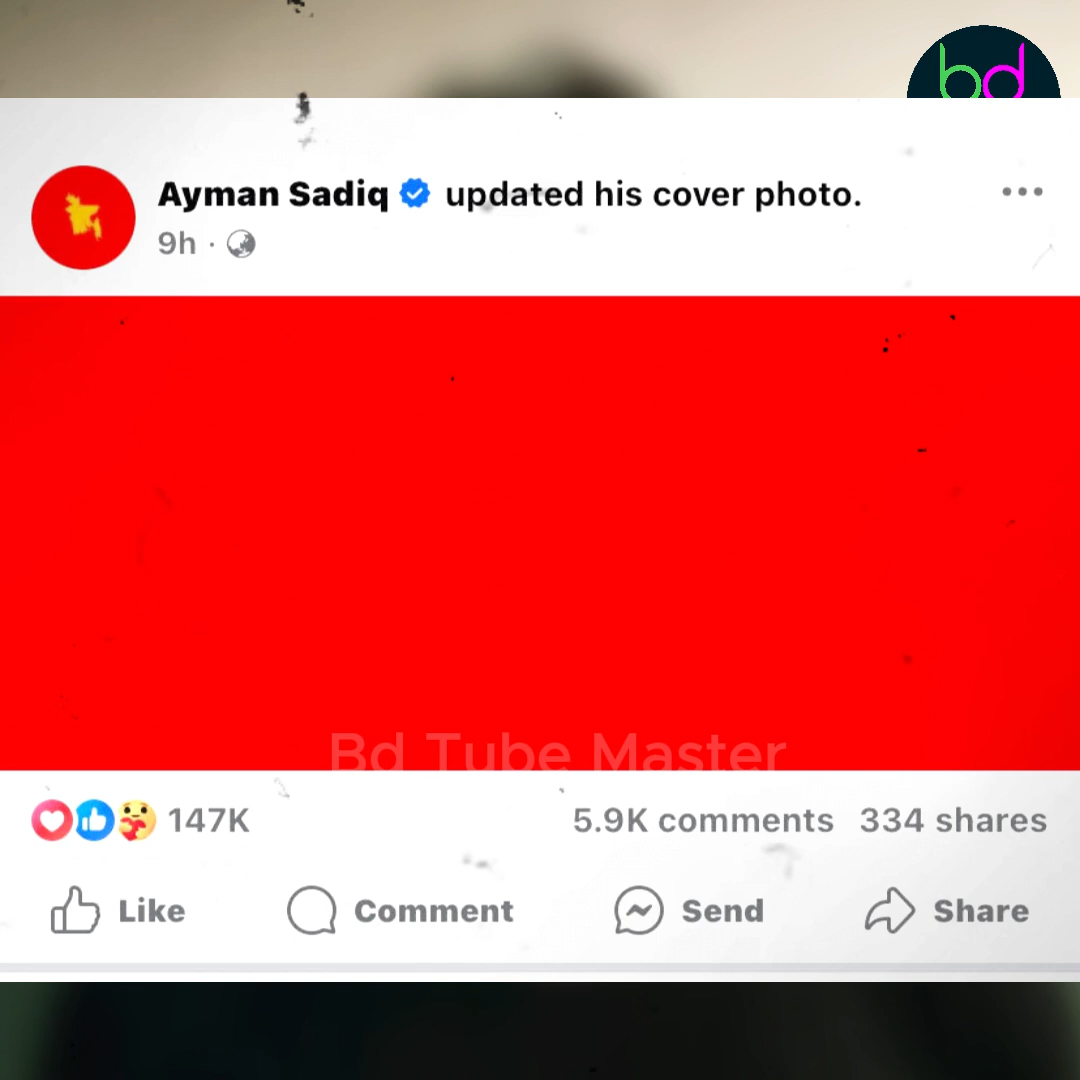 bd
Ayman Sadiq updated his cover photo.
9h ·
Bd Tube Master
147K 5.9K comments 334 shares
Like Comment Send Share